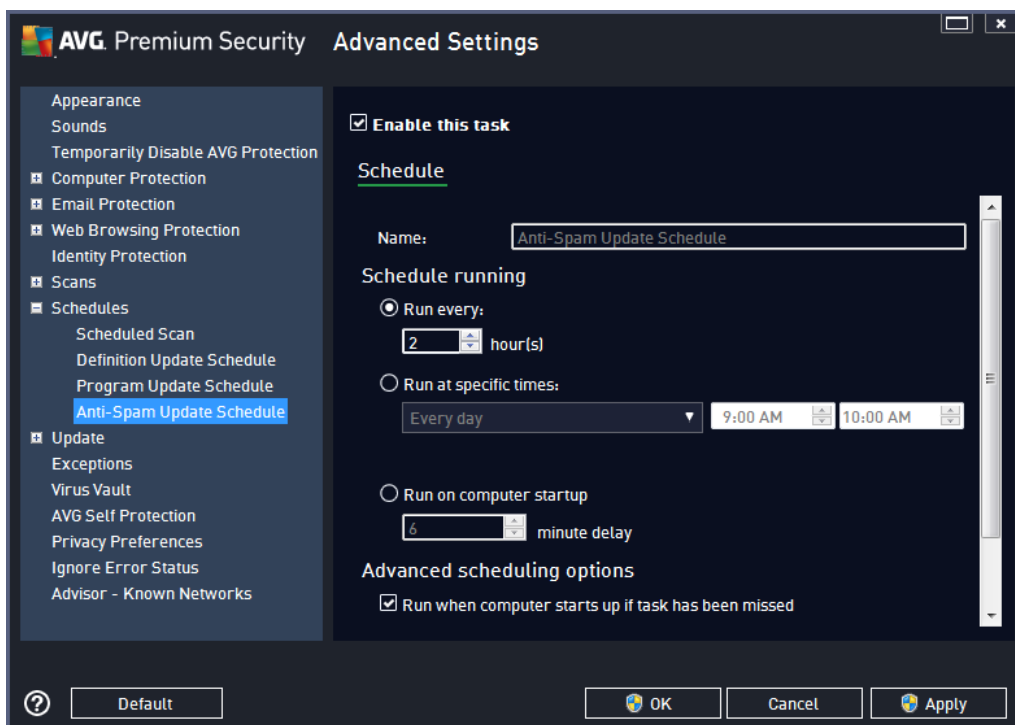 AVG. Premium Security
Advanced Settings
Appearance
Sounds
Temporarily Disable AVG Protection
Computer Protection
Email Protection
Web Browsing Protection
Identity Protection
Scans
Schedules
Scheduled Scan
Definition Update Schedule
Program Update Schedule
Anti-Spam Update Schedule
Update
Exceptions
Virus Vault
AVG Self Protection
Privacy Preferences
Ignore Error Status
Advisor - Known Networks
Enable this task
Schedule
Name: Anti-Spam Update Schedule
Schedule running
Run every:
2 hour(s)
Run at specific times:
Every day 9:00 AM 10:00 AM
Run on computer startup
6 minute delay
Advanced scheduling options
Run when computer starts up if task has been missed
? Default OK Cancel Apply